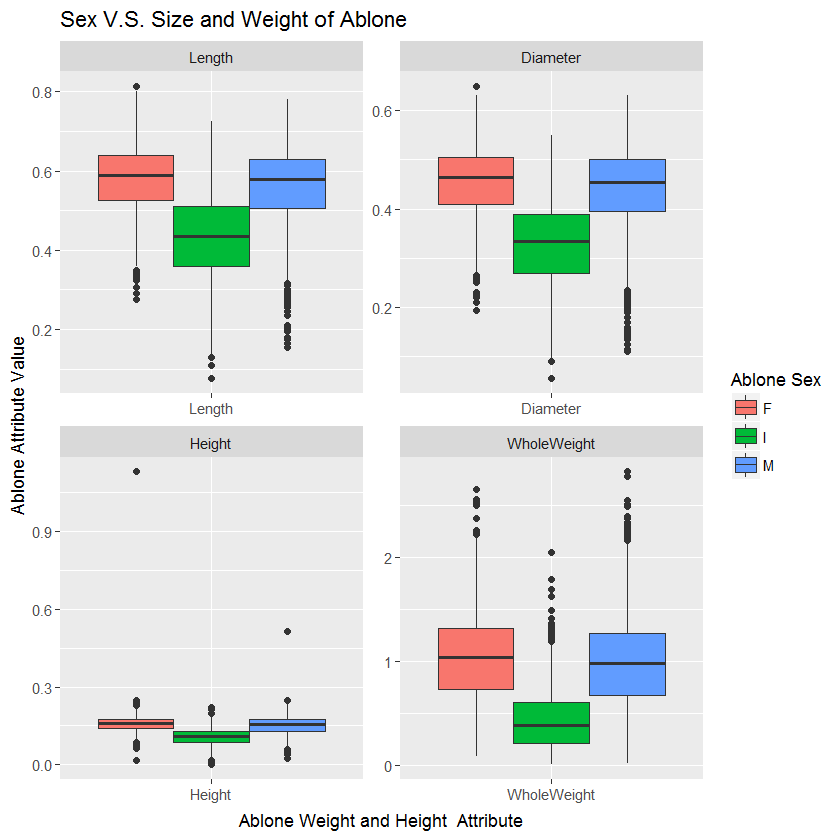 Sex V.S. Size and Weight of Ablone
Length
Diameter
0.8
0.6
0.4
0.2
0.6
0.4
0.2
Length
Diameter
Height
WholeWeight
0.9
0.6
0.3
0.0
2
1
0
Height
WholeWeight
Ablone Attribute Value
Ablone Weight and Height  Attribute
Ablone Sex
F
I
M